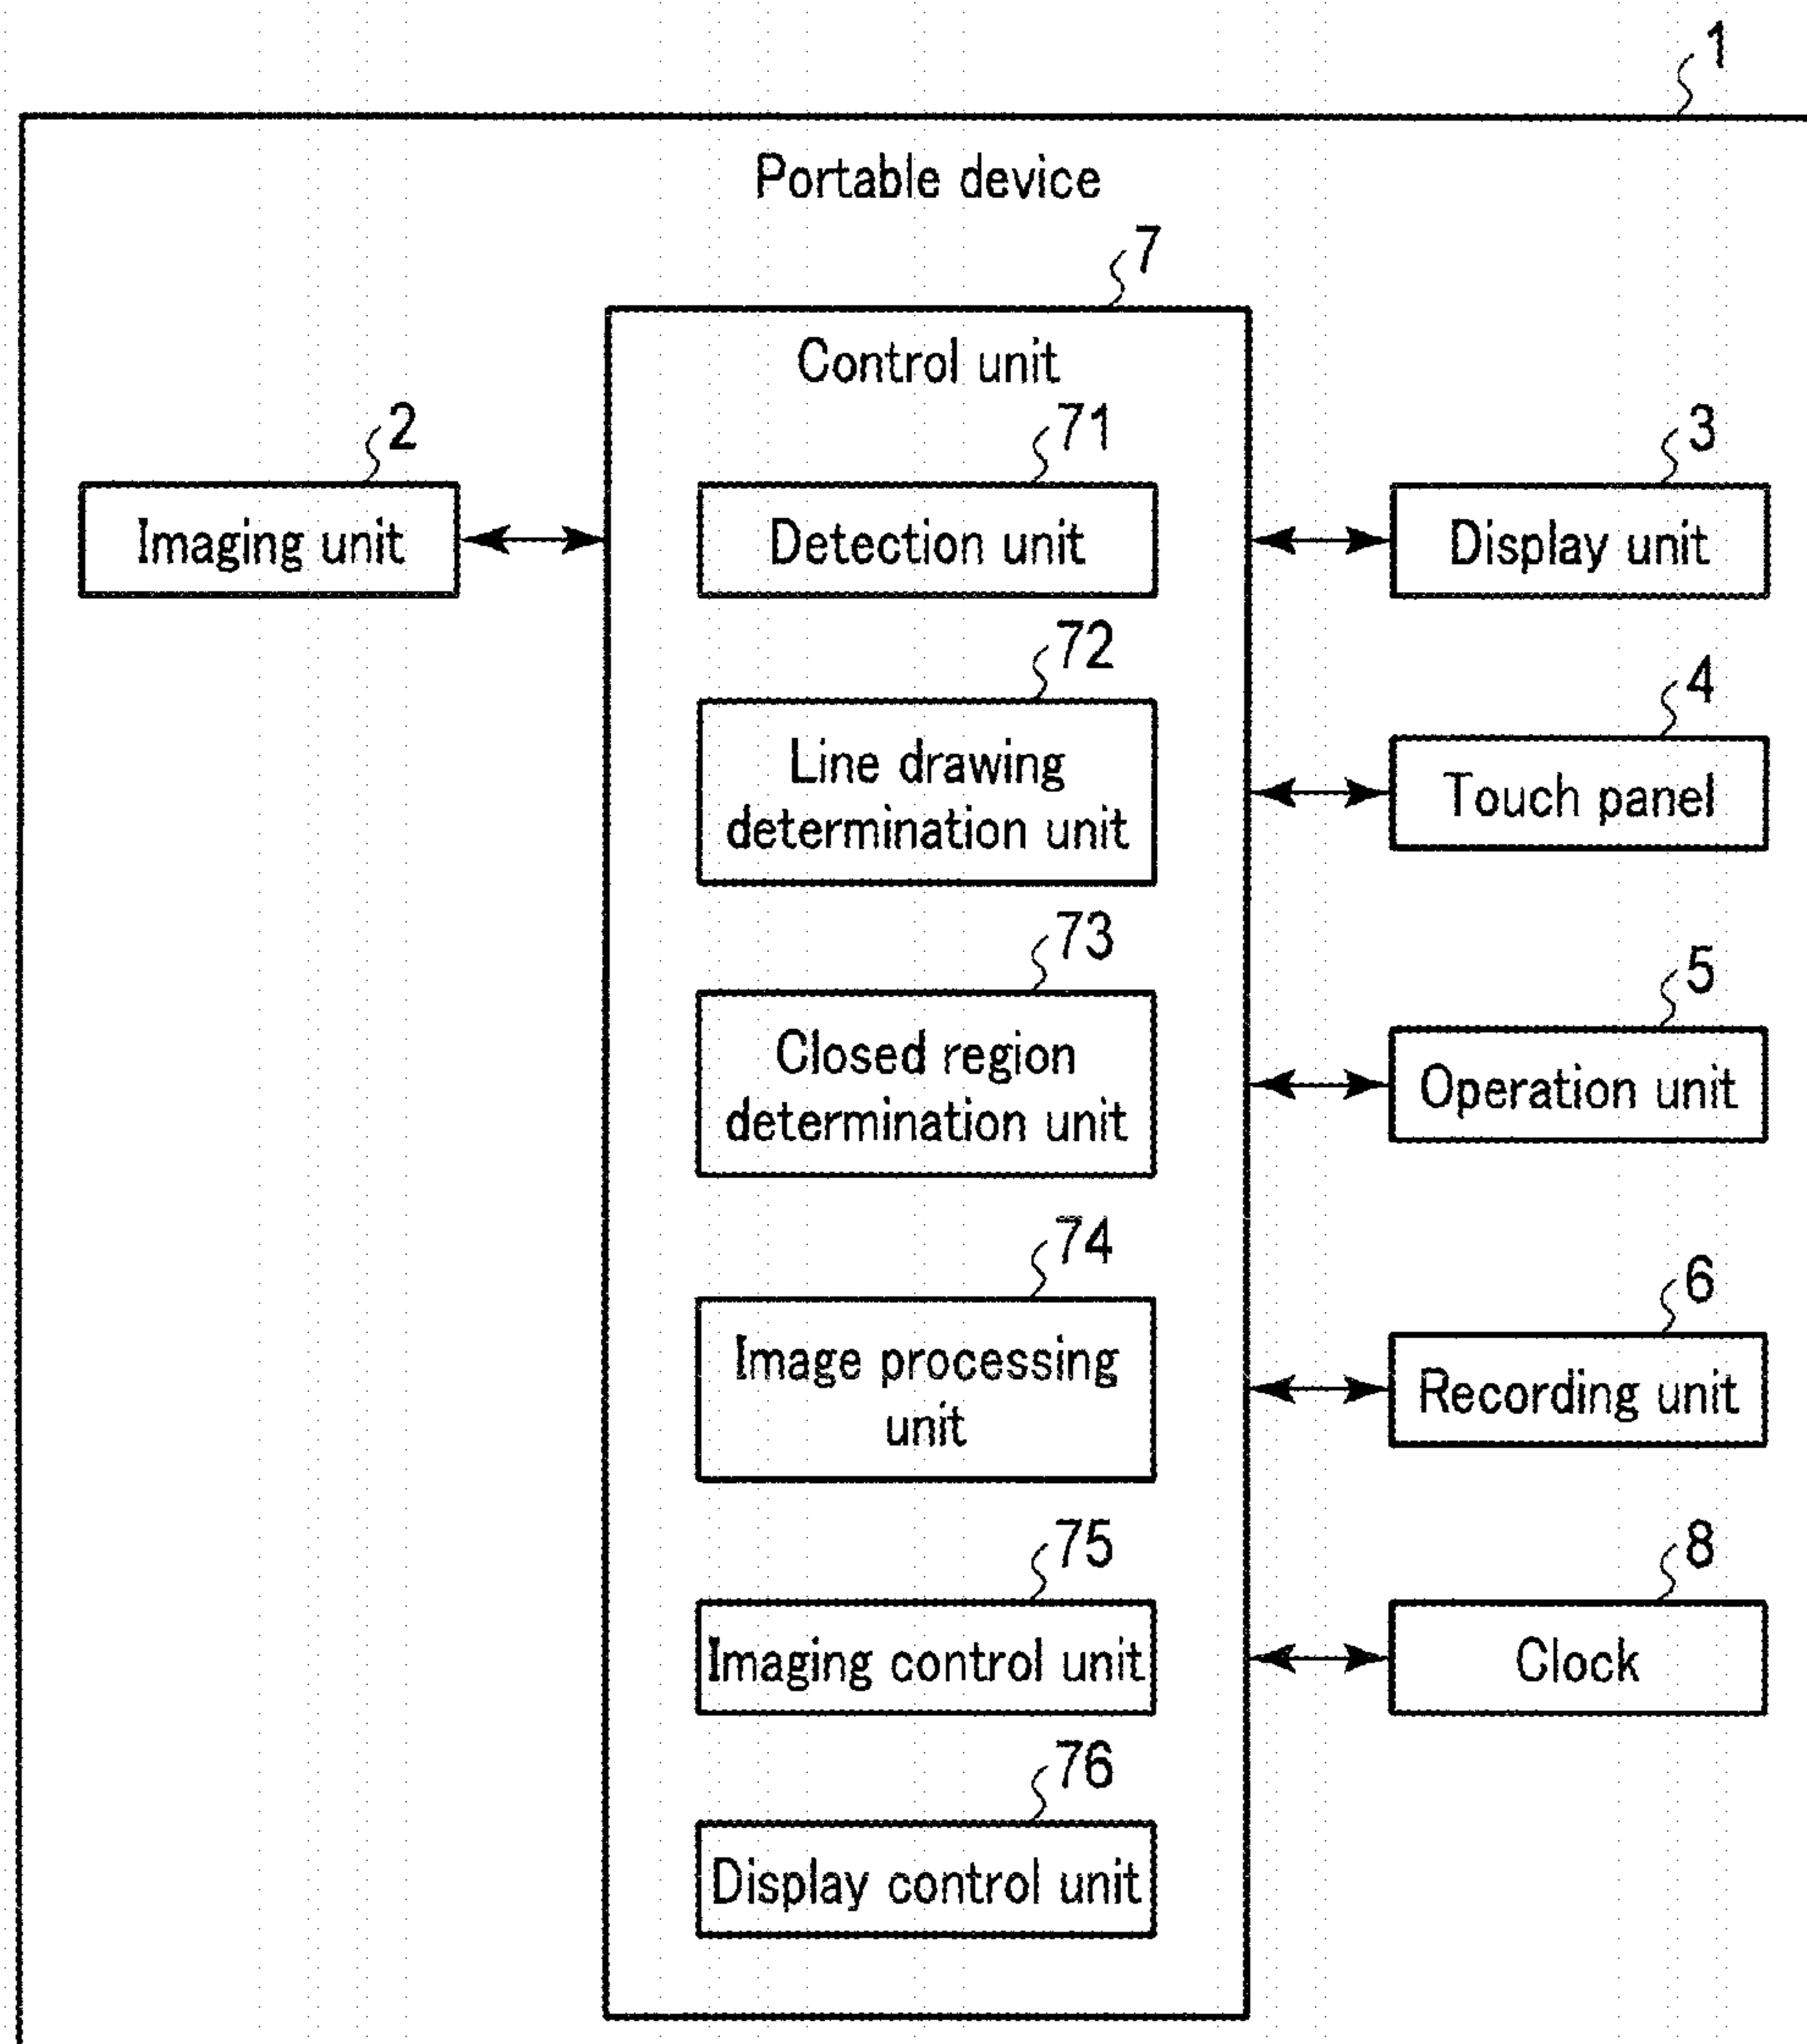 1
Portable device
7
Control unit
2
Imaging unit
71
Detection unit
72
Line drawing
determination unit
73
Closed region
determination unit
74
Image processing
unit
75
Imaging control unit
76
Display control unit
3
Display unit
4
Touch panel
5
Operation unit
6
Recording unit
8
Clock